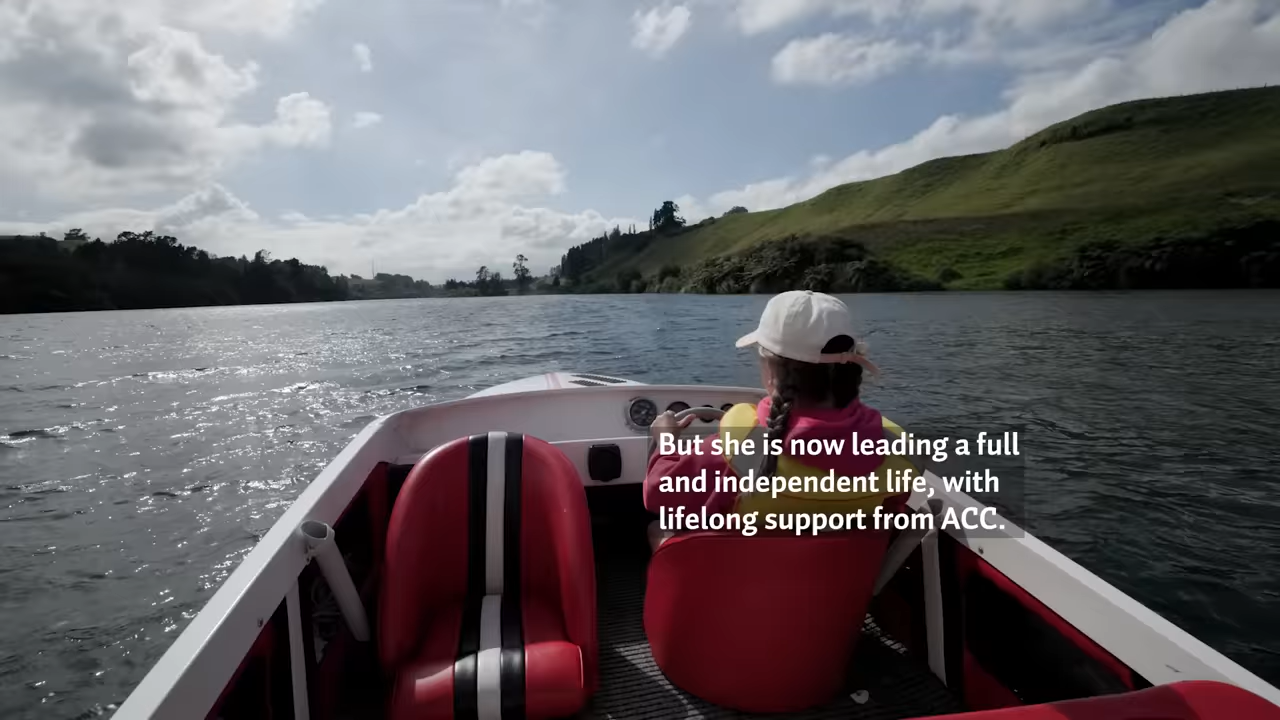 But she is now leading a full
and independent life, with
lifelong support from ACC.